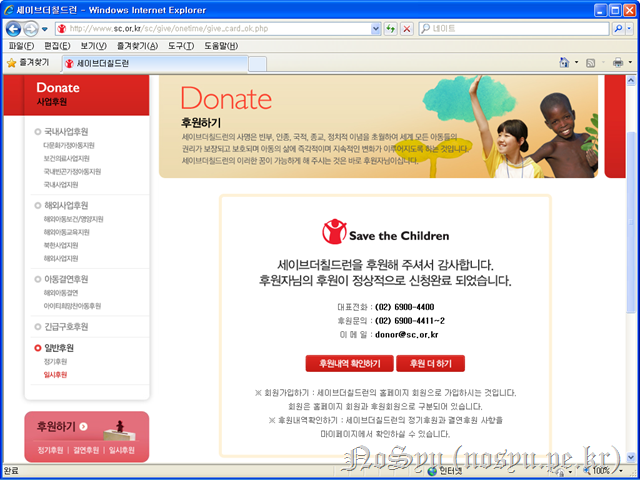 세이브더칠드런 - Windows Internet Explorer
http://www.sc.or.kr/sc/give/onetime/give_card_ok.php
네이트
파일(F) 편집(E) 보기(V) 즐겨찾기(A) 도구(T) 도움말(H)
즐겨찾기 세이브더칠드런
Donate
사업후원
국내사업후원
다문화가정아동지원
보건의료사업지원
국내빈곤가정아동지원
국내사업지원
해외사업후원
해외아동보건/영양지원
해외아동교육지원
북한사업지원
해외사업지원
아동결연후원
해외아동결연
아이티희망찬아동후원
긴급구호후원
일반후원
정기후원
일시후원
후원하기
정기후원 | 결연후원 | 일시후원
Donate
후원하기
세이브더칠드런의 사명은 빈부, 인종, 국적, 종교, 정치적 이념을 초월하여 세계 모든 아동들의
권리가 보장되고 보호되며 아동의 삶에 즉각적이며 지속적인 변화가 이루어지도록 하는 것입니다.
세이브더칠드런의 이러한 꿈이 가능하게 해 주시는 것은 바로 후원자님이십니다.
Save the Children
세이브더칠드런을 후원해 주셔서 감사합니다.
후원자님의 후원이 정상적으로 신청완료 되었습니다.
대표전화 : (02) 6900-4400
후원문의 : (02) 6900-4411~2
이 메 일 : donor@sc.or.kr
후원내역 확인하기 후원 더 하기
※ 회원가입하기 : 세이브더칠드런의 홈페이지 회원으로 가입하시는 것입니다.
회원은 홈페이지 회원과 후원회원으로 구분되어 있습니다.
※ 후원내역확인하기 : 세이브더칠드런의 정기후원과 결연후원 사항을
마이페이지에서 확인하실 수 있습니다.
NoSyu (nosyu.pe.kr)
완료 인터넷 100%